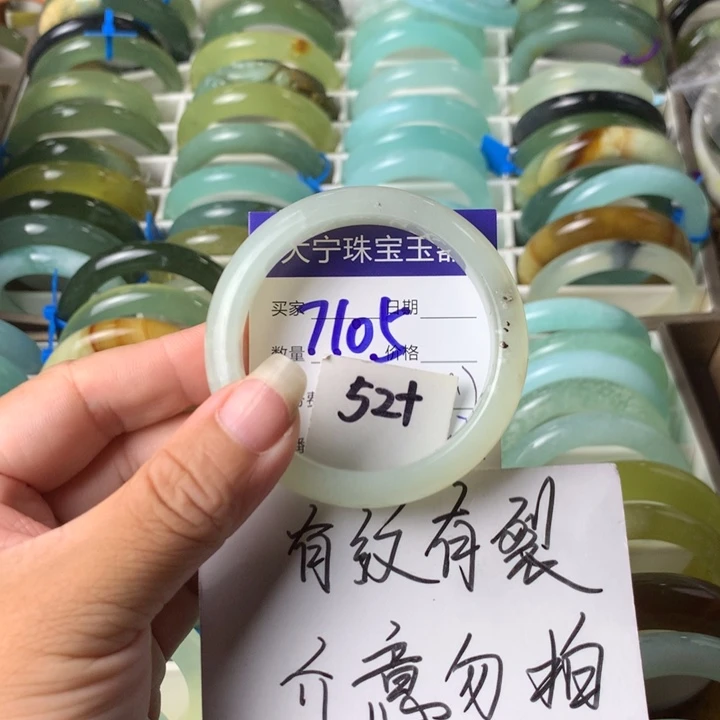 大宁珠宝玉器
买家 日期
7105
数量 价格
52+
有纹有裂
介意勿拍